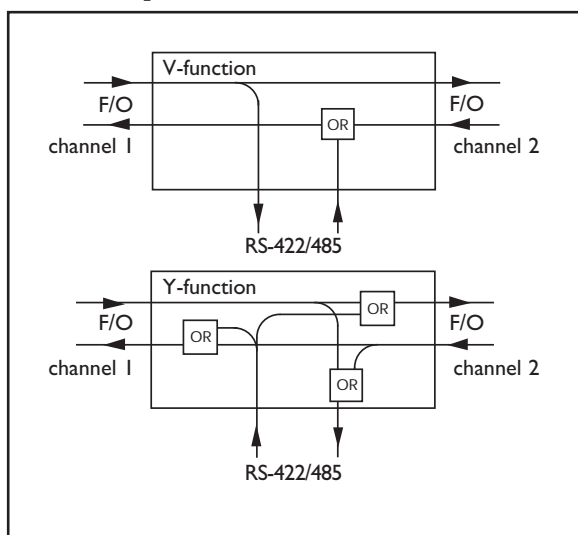 V-function
F/O F/O
OR
channel 1 channel 2
RS-422/485
Y-function
OR
F/O F/O
OR
channel 1 channel 2
OR
RS-422/485